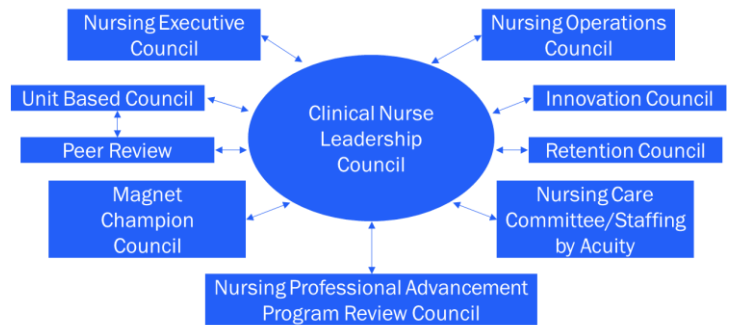 Nursing Executive
Council
Nursing Operations
Council
Unit Based Council
Clinical Nurse
Leadership
Council
Innovation Council
Peer Review
Retention Council
Magnet
Champion
Council
Nursing Care
Committee/Staffing
by Acuity
Nursing Professional Advancement
Program Review Council